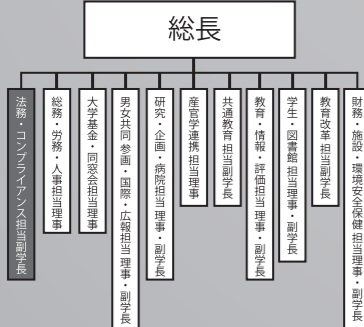 総長
財務・施設・環境安全保健 担当理事・副学長
教育改革 担当副学長
学生・図書館 担当理事・副学長
教育・情報・評価担当 理事・副学長
共通教育 担当副学長
産官学連携 担当理事
研究・企画・病院担当 理事・副学長
男女共同 参画・国際・広報担当 理事・副学長
大学基金・同窓会担当理事
総務・労務・人事担当理事
法務・コンプライアンス担当副学長